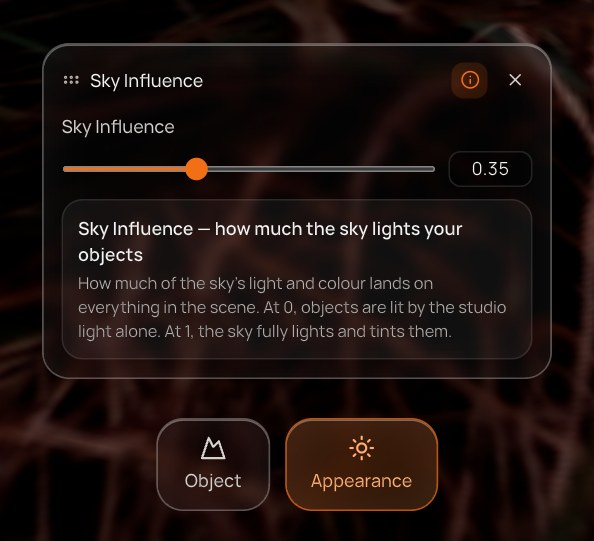 Sky Influence
Sky Influence
0.35
Sky Influence — how much the sky lights your
objects
How much of the sky's light and colour lands on
everything in the scene. At 0, objects are lit by the studio
light alone. At 1, the sky fully lights and tints them.
Object
Appearance